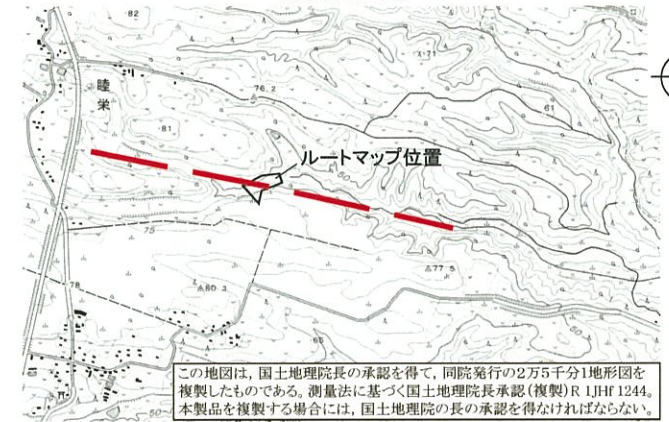 82
71
睦栄
76.2
61
81
ルートマップ位置
60
75
77.5
78
80.3
65
60
50
この地図は，国土地理院長の承認を得て，同院発行の2万5千分1地形図を
複製したものである。測量法に基づく国土地理院長承認(複製)R 1JHf 1244。
本製品を複製する場合には，国土地理院の長の承認を得なければならない。